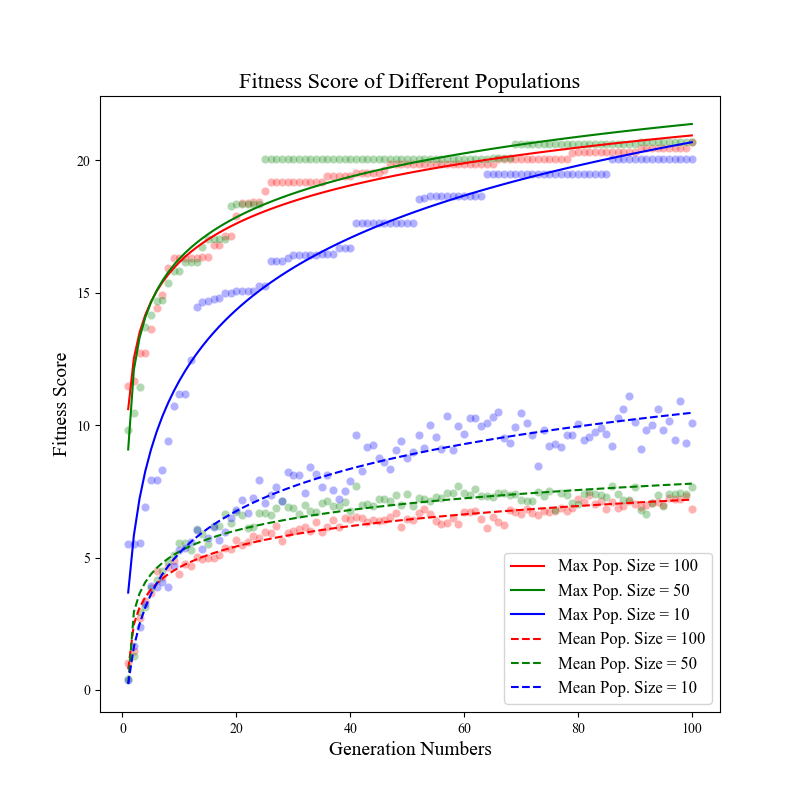 Fitness Score of Different Populations
Fitness Score
20
15
10
5
0
0 20 40 60 80 100
Generation Numbers
Max Pop. Size = 100
Max Pop. Size = 50
Max Pop. Size = 10
Mean Pop. Size = 100
Mean Pop. Size = 50
Mean Pop. Size = 10